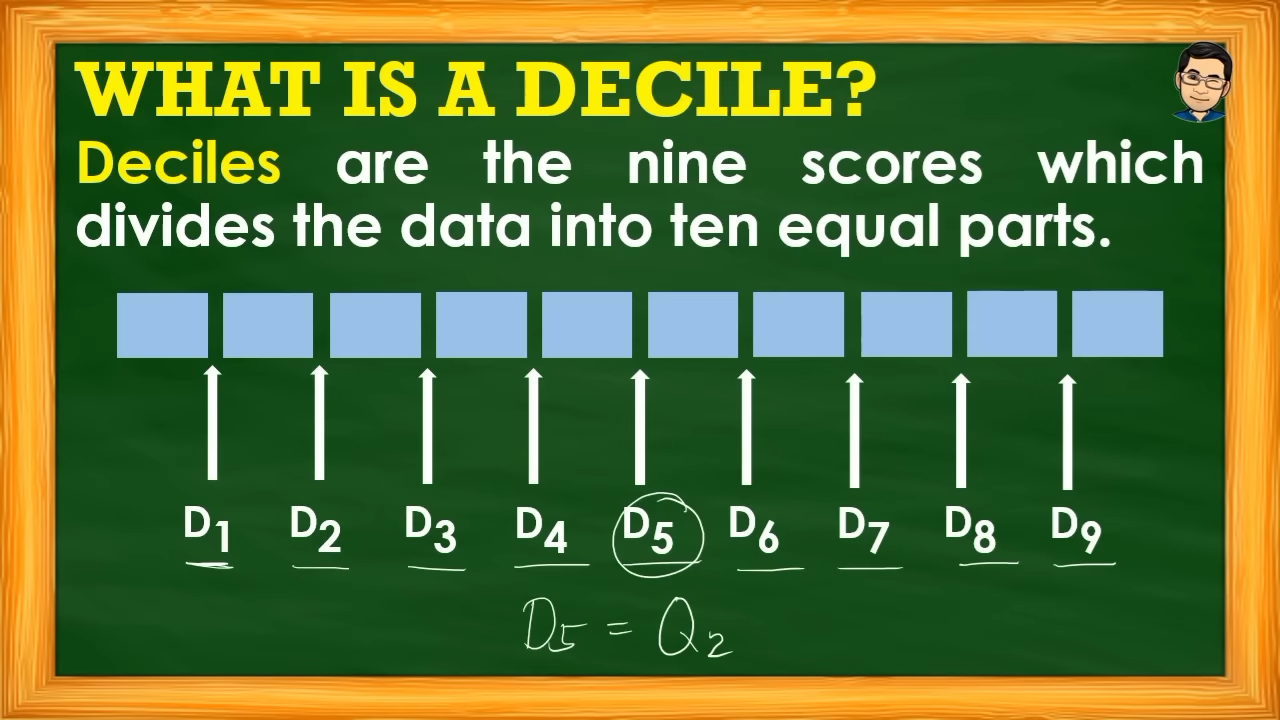 WHAT IS A DECILE?
Deciles are the nine scores which
divides the data into ten equal parts.
D1 D2 D3 D4 D5 D6 D7 D8 D9
D5 = Q2